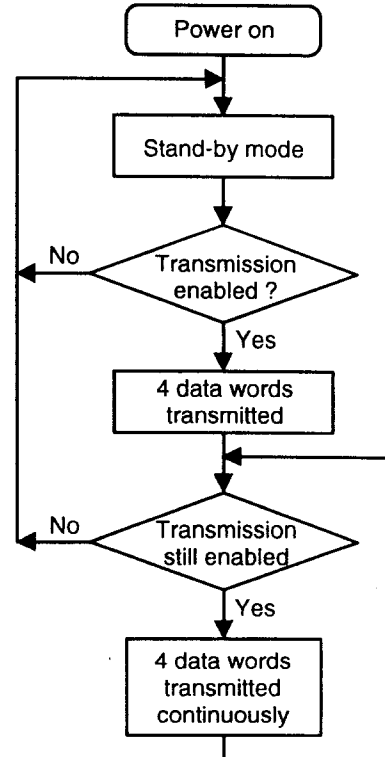 Power on
Stand-by mode
No
Transmission
enabled ?
Yes
4 data words
transmitted
No
Transmission
still enabled
Yes
4 data words
transmitted
continuously